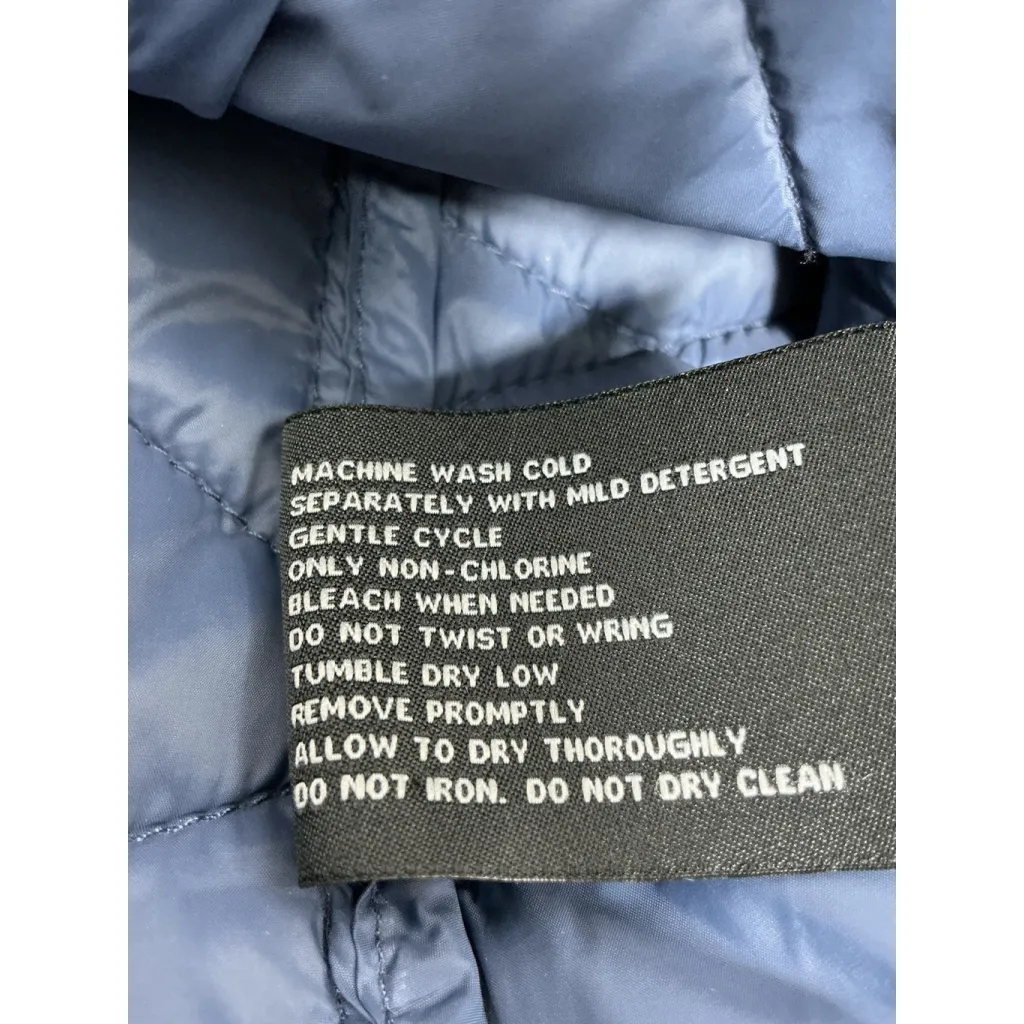 MACHINE WASH COLD
SEPARATELY WITH MILD DETERGENT
GENTLE CYCLE
ONLY NON-CHLORINE
BLEACH WHEN NEEDED
DO NOT TWIST OR WRING
TUMBLE DRY LOW
REMOVE PROMPTLY
ALLOW TO DRY THOROUGHLY
DO NOT IRON. DO NOT DRY CLEAN